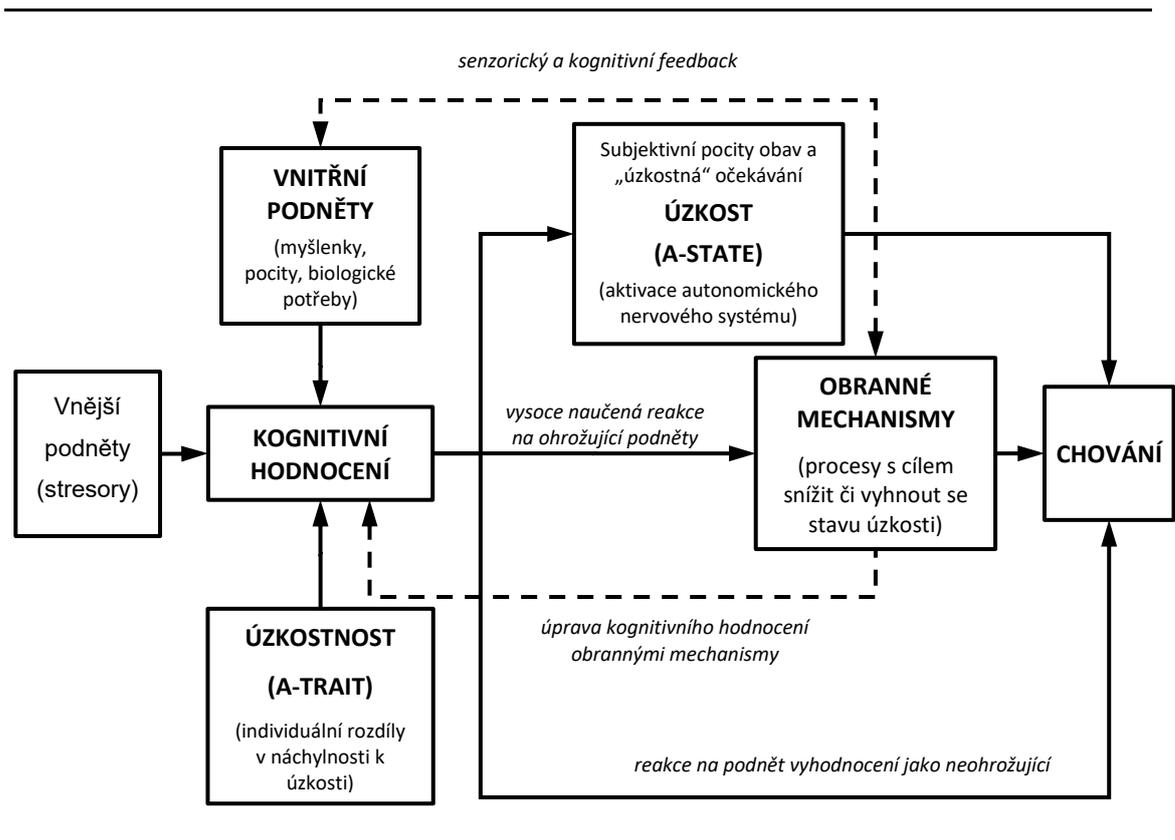 senzorický a kognitivní feedback
VNITŘNÍ
PODNĚTY
(myšlenky,
pocity, biologické
potřeby)
Subjektivní pocity obav a
„úzkostná“ očekávání
ÚZKOST
(A-STATE)
(aktivace autonomického
nervového systému)
Vnější
podněty
(stresory)
KOGNITIVNÍ
HODNOCENÍ
vysoce naučená reakce
na ohrožující podněty
OBRANNÉ
MECHANISMY
(procesy s cílem
snížit či vyhnout se
stavu úzkosti)
CHOVÁNÍ
ÚZKOSTNOST
(A-TRAIT)
(individuální rozdíly
v náchylnosti k
úzkosti)
úprava kognitivního hodnocení
obrannými mechanismy
reakce na podnět vyhodnocení jako neohrožující